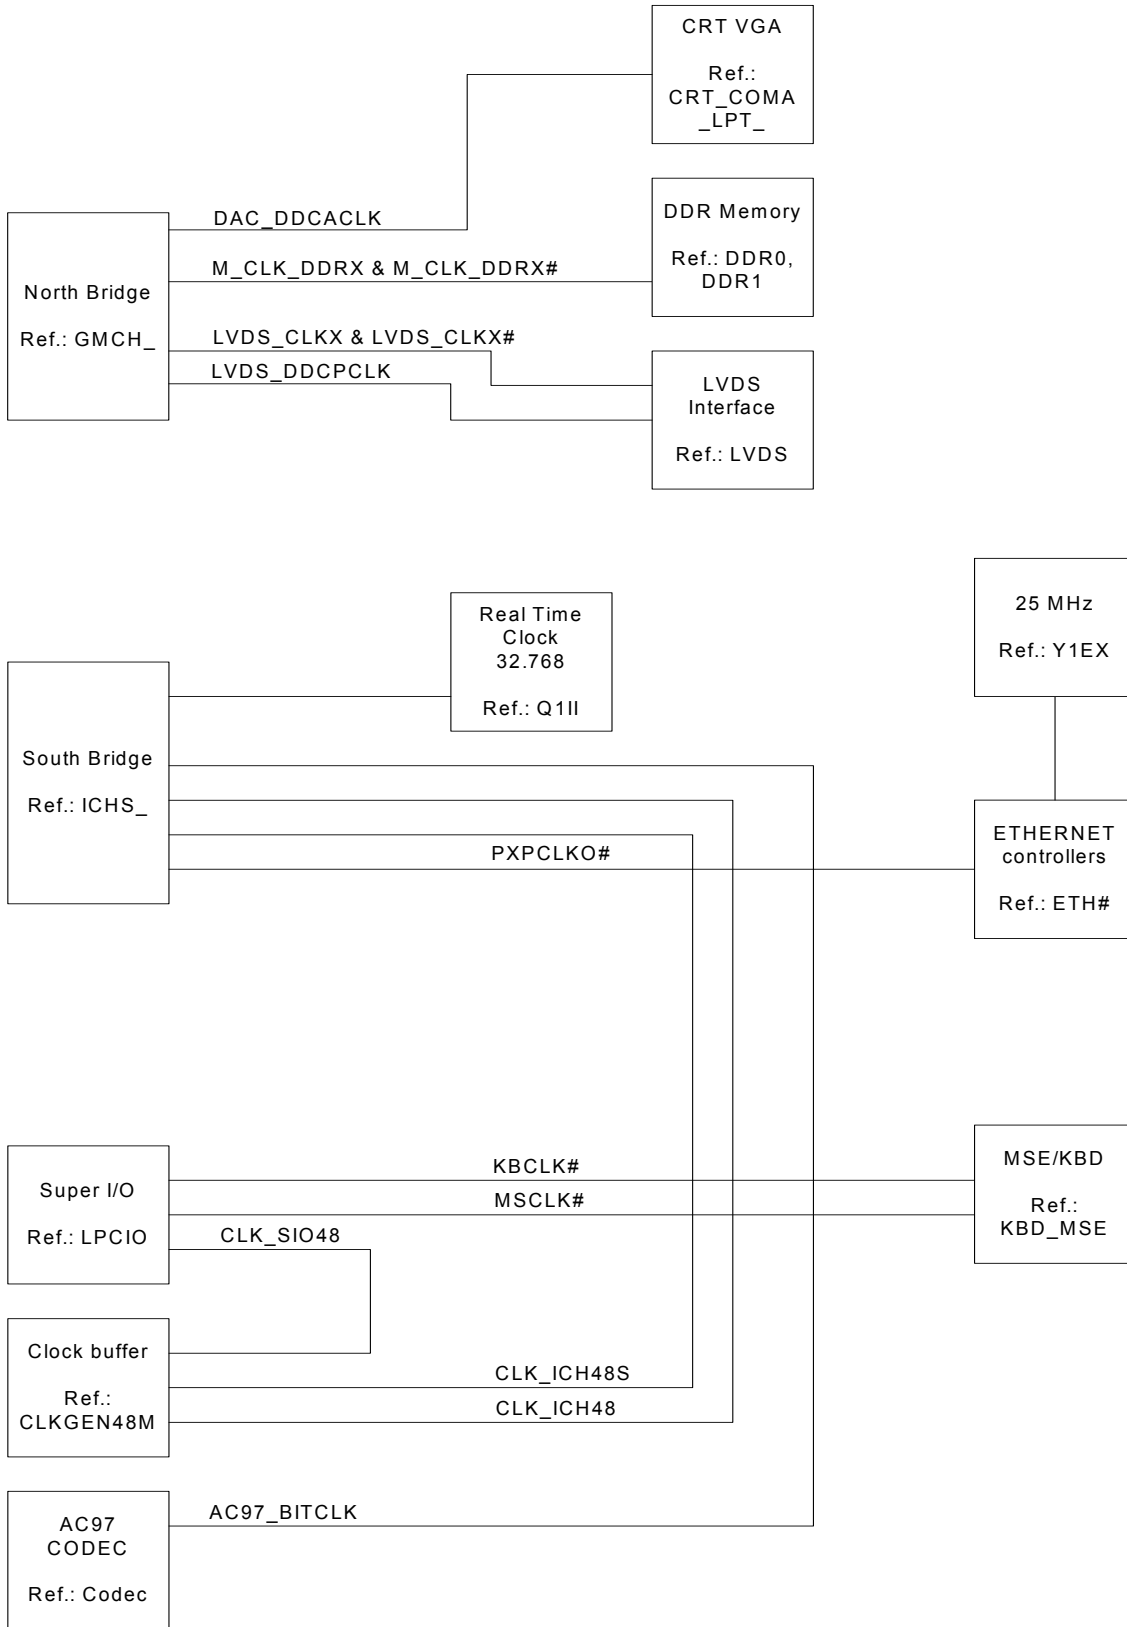 CRT VGA
Ref.:
CRT_COMA
_LPT_
DDR Memory
Ref.: DDR0,
DDR1
DAC_DDCACLK
M_CLK_DDRX & M_CLK_DDRX#
North Bridge
Ref.: GMCH_
LVDS_CLKX & LVDS_CLKX#
LVDS_DDCPCLK
LVDS
Interface
Ref.: LVDS
Real Time
Clock
32.768
Ref.: Q1II
25 MHz
Ref.: Y1EX
South Bridge
Ref.: ICHS_
PXPCLKO#
ETHERNET
controllers
Ref.: ETH#
Super I/O
Ref.: LPCIO
KBCLK#
MSCLK#
CLK_SIO48
MSE/KBD
Ref.:
KBD_MSE
Clock buffer
Ref.:
CLKGEN48M
CLK_ICH48S
CLK_ICH48
AC97
CODEC
Ref.: Codec
AC97_BITCLK